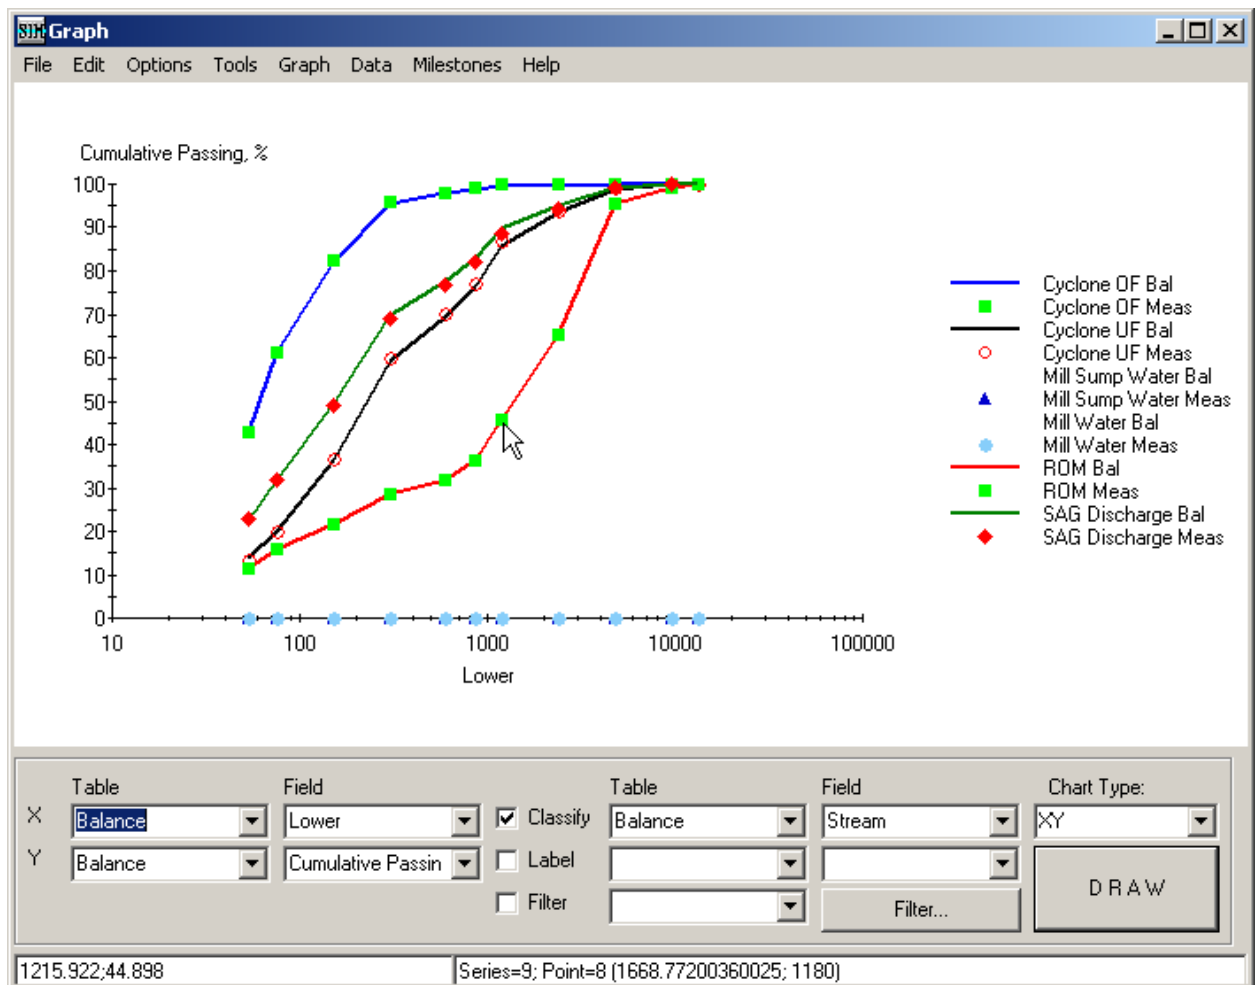 SIH Graph
File Edit Options Tools Graph Data Milestones Help
Cumulative Passing, %
100
90
80
70
60
50
40
30
20
10
0
10 100 1000 10000 100000
Lower
Cyclone OF Bal
Cyclone OF Meas
Cyclone UF Bal
Cyclone UF Meas
Mill Sump Water Bal
Mill Sump Water Meas
Mill Water Bal
Mill Water Meas
ROM Bal
ROM Meas
SAG Discharge Bal
SAG Discharge Meas
Table Field Table Field Chart Type:
X Balance Lower Classify Balance Stream XY
Y Balance Cumulative Passin Label
Filter Filter... DRAW
1215.922;44.898 Series=9; Point=8 (1668.77200360025; 1180)